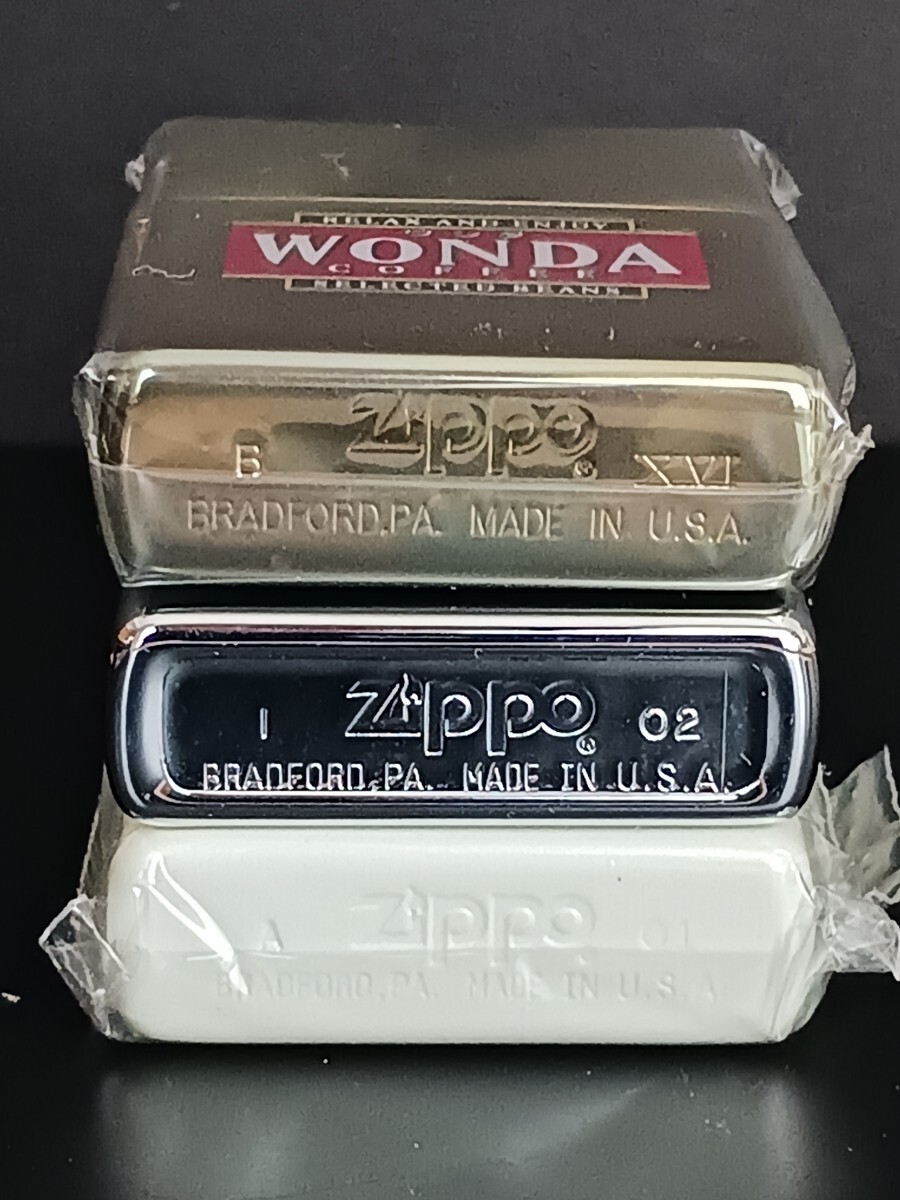 RELAX AND ENJOY
WONDA
COFFEE
SELECTED BEANS
B Zippo® XVI
BRADFORD,PA. MADE IN U.S.A.
I Zippo® 02
BRADFORD,PA. MADE IN U.S.A.
A Zippo® 01
BRADFORD,PA. MADE IN U.S.A